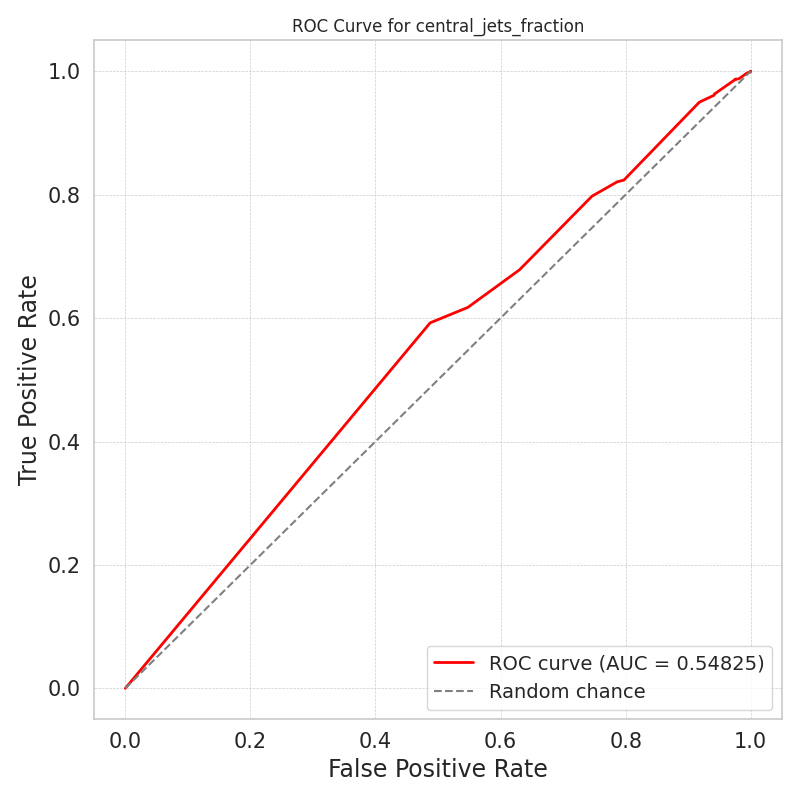 ROC Curve for central_jets_fraction
True Positive Rate
1.0
0.8
0.6
0.4
0.2
0.0
ROC curve (AUC = 0.54825)
Random chance
0.0 0.2 0.4 0.6 0.8 1.0
False Positive Rate